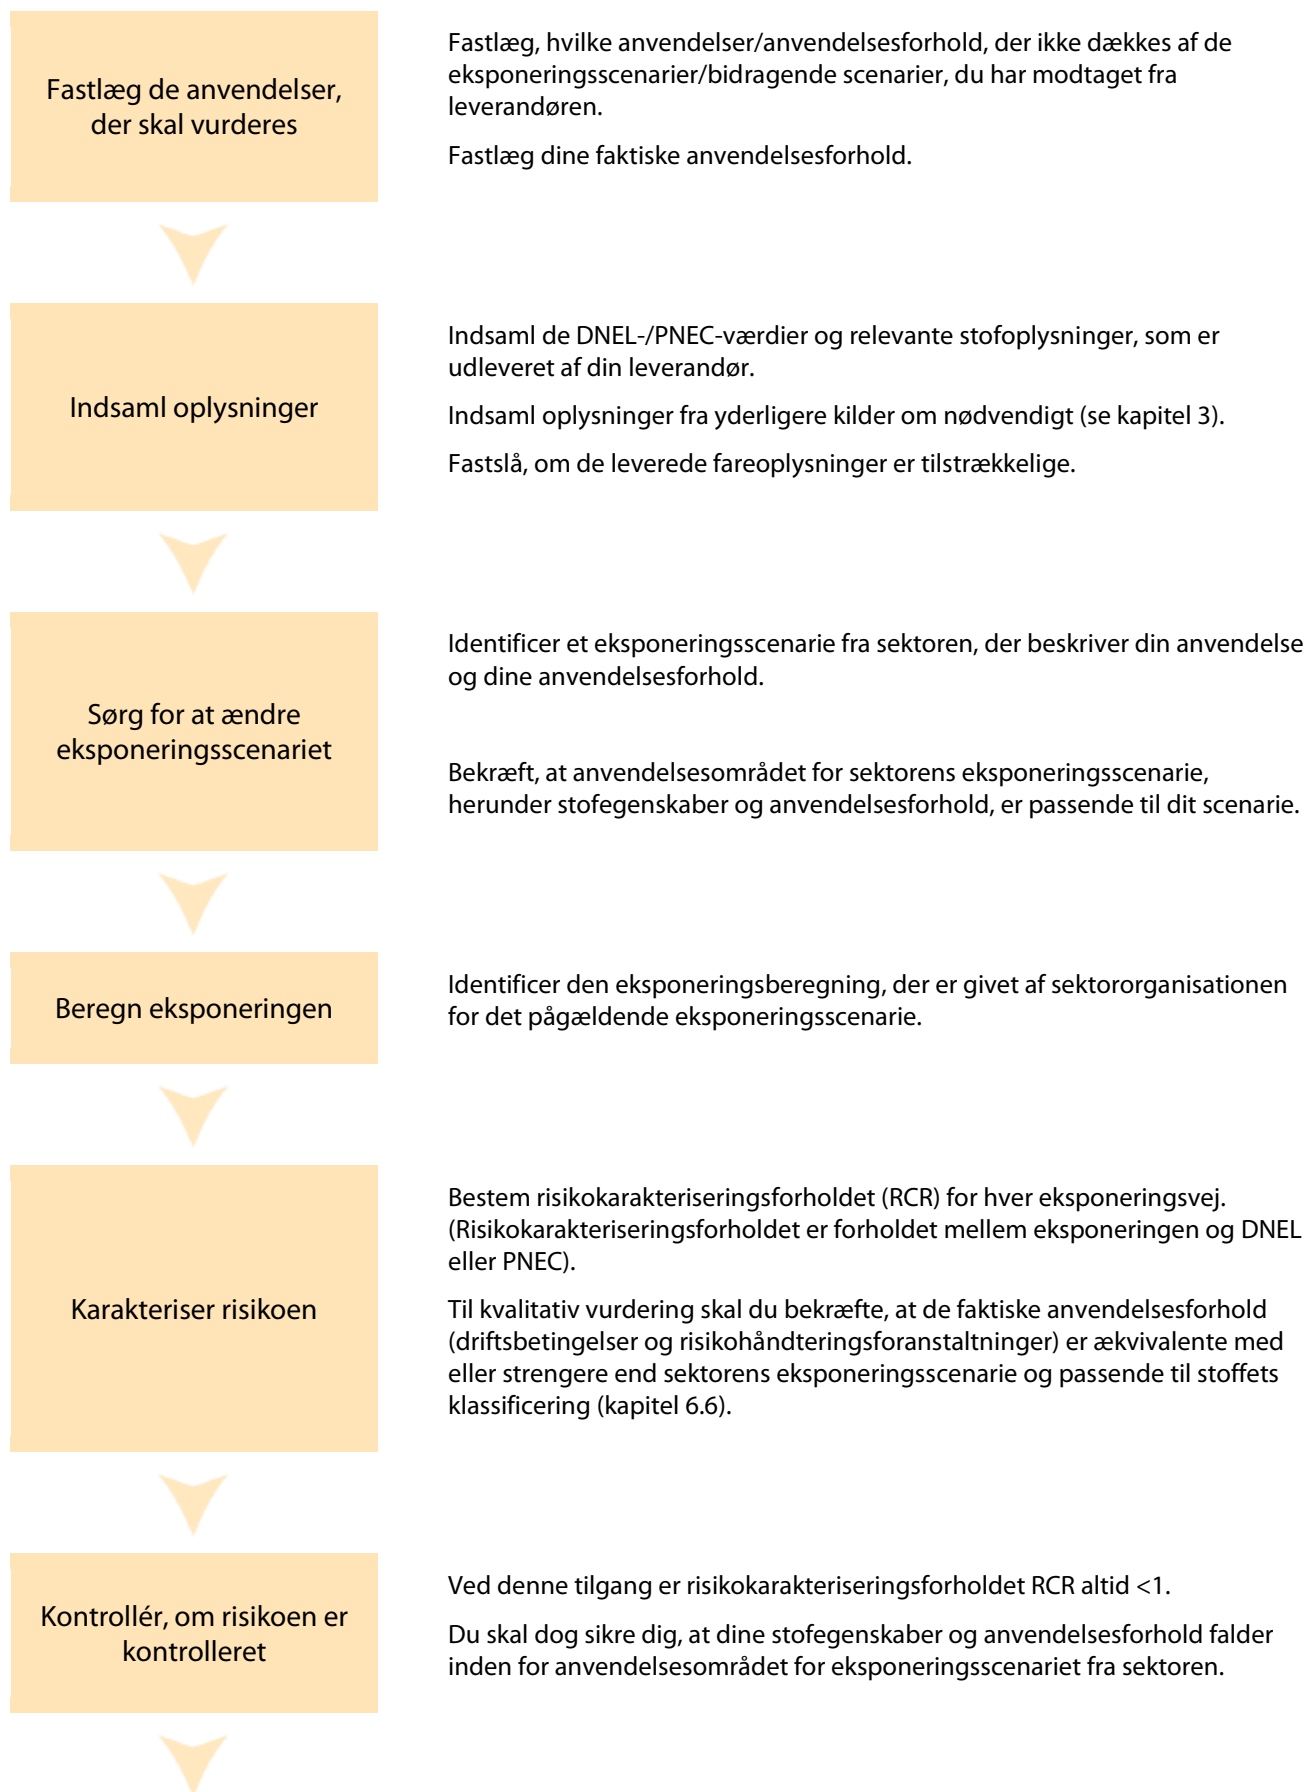 Fastlæg de anvendelser,
der skal vurderes
Fastlæg, hvilke anvendelser/anvendelsesforhold, der ikke dækkes af de
eksponeringsscenarier/bidragende scenarier, du har modtaget fra
leverandøren.
Fastlæg dine faktiske anvendelsesforhold.
Indsaml oplysninger
Indsaml de DNEL-/PNEC-værdier og relevante stofoplysninger, som er
udleveret af din leverandør.
Indsaml oplysninger fra yderligere kilder om nødvendigt (se kapitel 3).
Fastslå, om de leverede fareoplysninger er tilstrækkelige.
Sørg for at ændre
eksponeringsscenariet
Identificer et eksponeringsscenarie fra sektoren, der beskriver din anvendelse
og dine anvendelsesforhold.
Bekræft, at anvendelsesområdet for sektorens eksponeringsscenarie,
herunder stofegenskaber og anvendelsesforhold, er passende til dit scenarie.
Beregn eksponeringen
Identificer den eksponeringsberegning, der er givet af sektororganisationen
for det pågældende eksponeringsscenarie.
Karakteriser risikoen
Bestem risikokarakteriseringsforholdet (RCR) for hver eksponeringsvej.
(Risikokarakteriseringsforholdet er forholdet mellem eksponeringen og DNEL
eller PNEC).
Til kvalitativ vurdering skal du bekræfte, at de faktiske anvendelsesforhold
(driftsbetingelser og risikohåndteringsforanstaltninger) er ækvivalente med
eller strengere end sektorens eksponeringsscenarie og passende til stoffets
klassificering (kapitel 6.6).
Kontrollér, om risikoen er
kontrolleret
Ved denne tilgang er risikokarakteriseringsforholdet RCR altid <1.
Du skal dog sikre dig, at dine stofegenskaber og anvendelsesforhold falder
inden for anvendelsesområdet for eksponeringsscenariet fra sektoren.